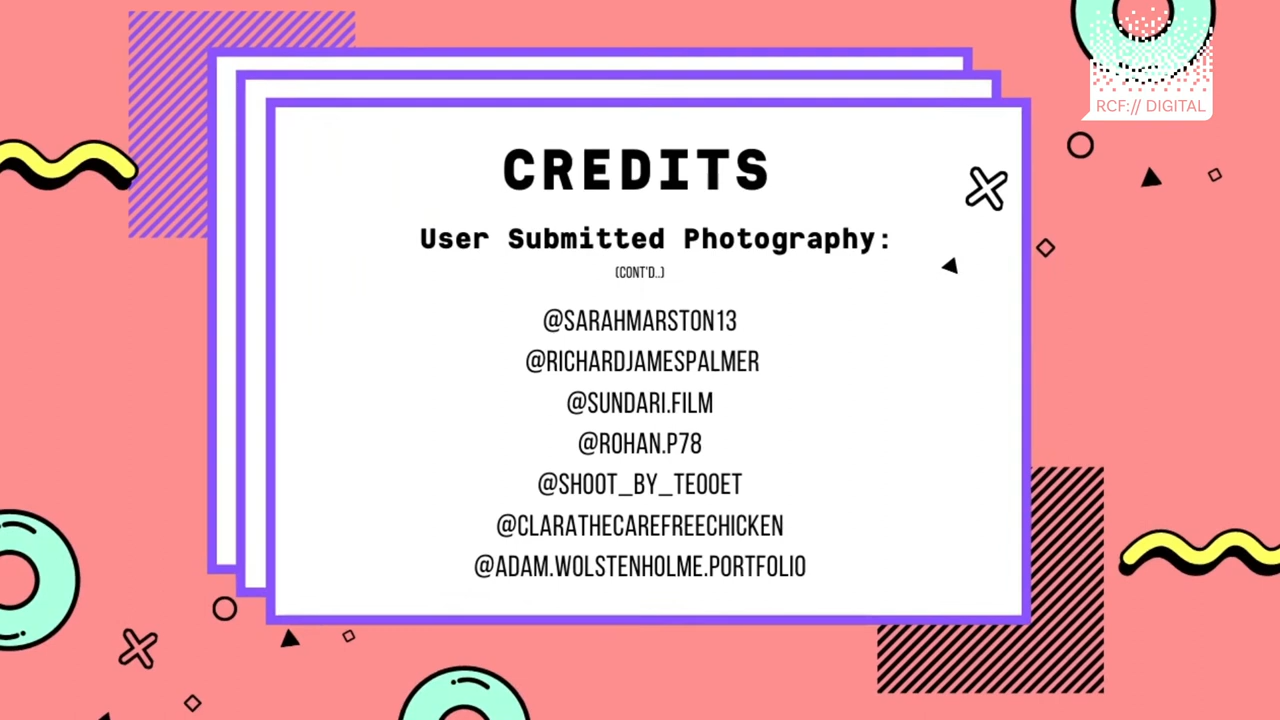 RCF:// DIGITAL
CREDITS
User Submitted Photography:
(CONT'D..)
@SARAHMARSTON13
@RICHARDJAMESPALMER
@SUNDARI.FILM
@ROHAN.P78
@SHOOT_BY_TEOOET
@CLARATHECAREFREECHICKEN
@ADAM.WOLSTENHOLME.PORTFOLIO